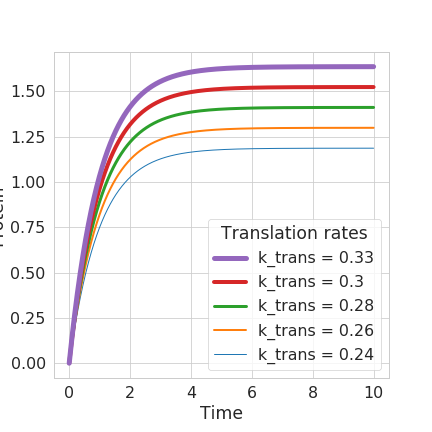 1.50
1.25
1.00
0.75
0.50
0.25
0.00
Translation rates
k_trans = 0.33
k_trans = 0.3
k_trans = 0.28
k_trans = 0.26
k_trans = 0.24
0 2 4 6 8 10
Time